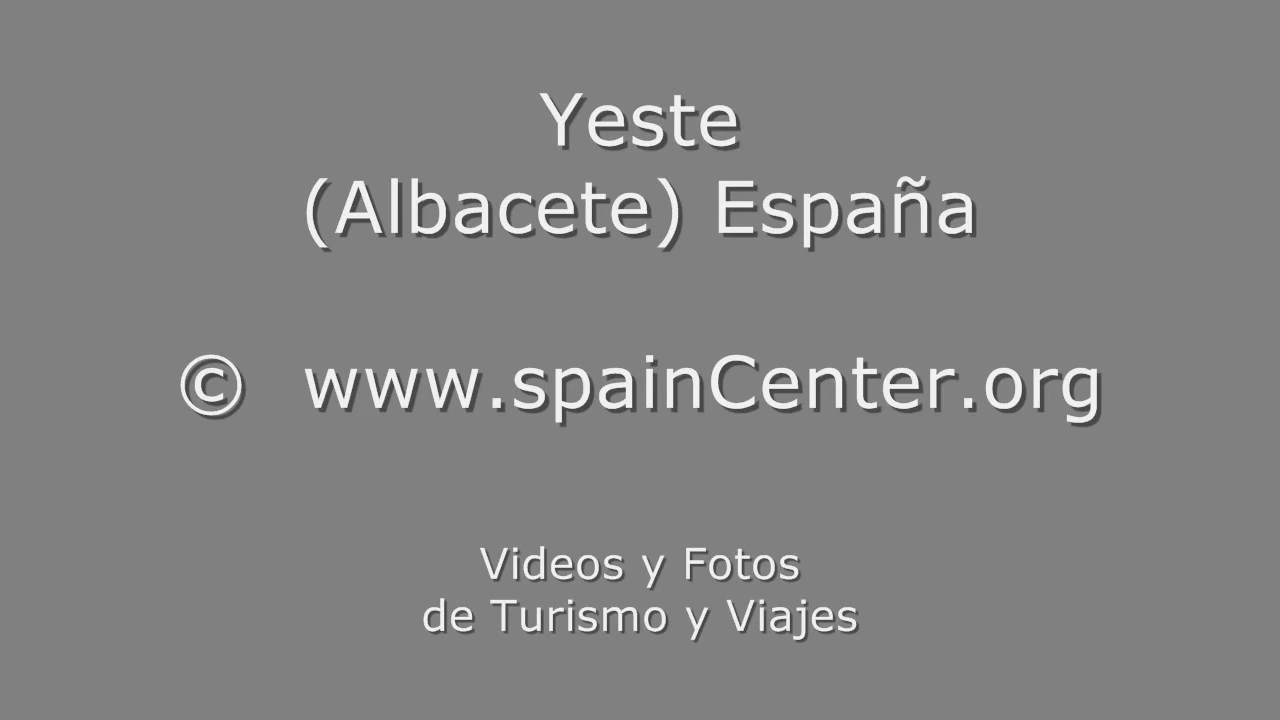 Yeste
(Albacete) España
© www.spainCenter.org
Videos y Fotos
de Turismo y Viajes